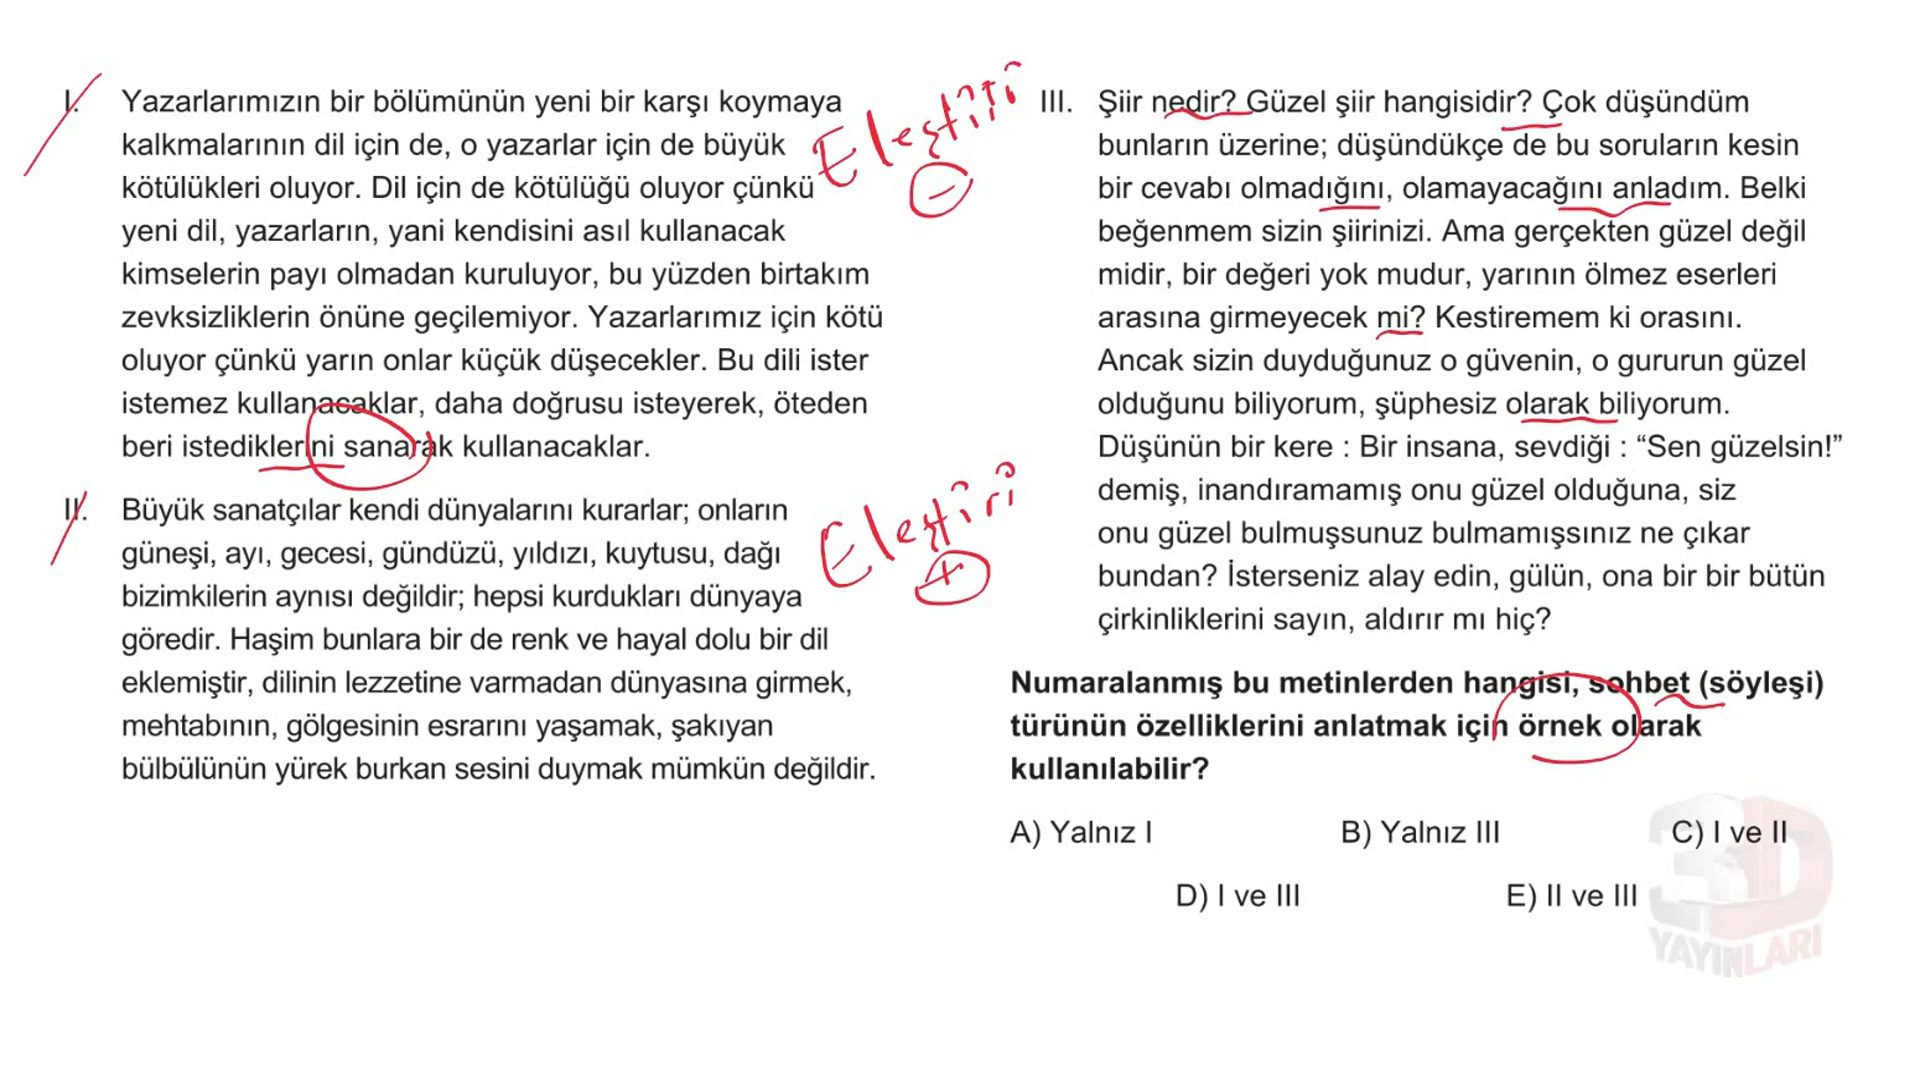 I. Yazarlarımızın bir bölümünün yeni bir karşı koymaya
kalkmalarının dil için de, o yazarlar için de büyük
kötülükleri oluyor. Dil için de kötülüğü oluyor çünkü
yeni dil, yazarların, yani kendisini asıl kullanacak
kimselerin payı olmadan kuruluyor, bu yüzden birtakım
zevksizliklerin önüne geçilemiyor. Yazarlarımız için kötü
oluyor çünkü yarın onlar küçük düşecekler. Bu dili ister
istemez kullanacaklar, daha doğrusu isteyerek, öteden
beri istediklerini sanarak kullanacaklar.
Eleştiri
-
II. Büyük sanatçılar kendi dünyalarını kurarlar; onların
güneşi, ayı, gecesi, gündüzü, yıldızı, kuytusu, dağı
bizimkilerin aynısı değildir; hepsi kurdukları dünyaya
göredir. Haşim bunlara bir de renk ve hayal dolu bir dil
eklemiştir, dilinin lezzetine varmadan dünyasına girmek,
mehtabının, gölgesinin esrarını yaşamak, şakıyan
bülbülünün yürek burkan sesini duymak mümkün değildir.
Eleştiri
+
III. Şiir nedir? Güzel şiir hangisidir? Çok düşündüm
bunların üzerine; düşündükçe de bu soruların kesin
bir cevabı olmadığını, olamayacağını anladım. Belki
beğenmem sizin şiirinizi. Ama gerçekten güzel değil
midir, bir değeri yok mudur, yarının ölmez eserleri
arasına girmeyecek mi? Kestiremem ki orasını.
Ancak sizin duyduğunuz o güvenin, o gururun güzel
olduğunu biliyorum, şüphesiz olarak biliyorum.
Düşünün bir kere : Bir insana, sevdiği : “Sen güzelsin!”
demiş, inandıramamış onu güzel olduğuna, siz
onu güzel bulmuşsunuz bulmamışsınız ne çıkar
bundan? İsterseniz alay edin, gülün, ona bir bir bütün
çirkinliklerini sayın, aldırır mı hiç?
Numaralanmış bu metinlerden hangisi, sohbet (söyleşi)
türünün özelliklerini anlatmak için örnek olarak
kullanılabilir?
A) Yalnız I B) Yalnız III C) I ve II
D) I ve III E) II ve III
3D
YAYINLARI